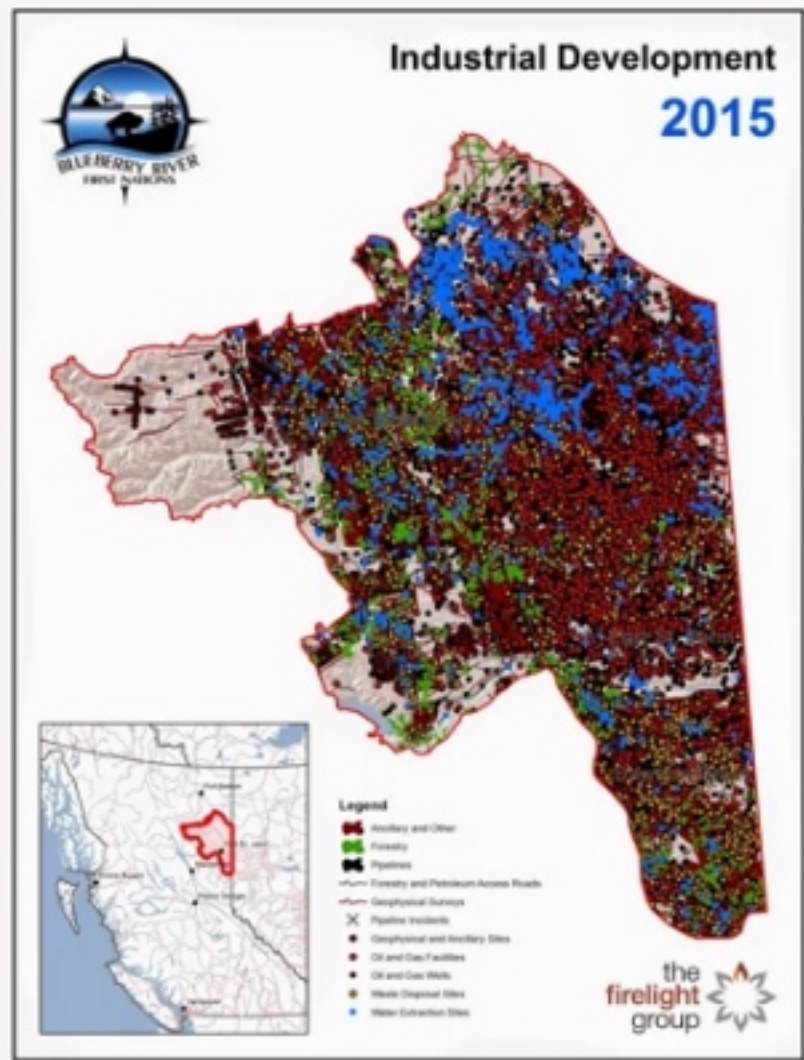 Industrial Development
2015
BLUEBERRY RIVER
FIRST NATIONS
Legend
Ancillary and Other
Forestry
Pipelines
Forestry and Petroleum Access Roads
Geophysical Surveys
Pipeline Incidents
Geophysical and Ancillary Sites
Oil and Gas Facilities
Oil and Gas Wells
Waste Disposal Sites
Water Extraction Sites
the
firelight
group